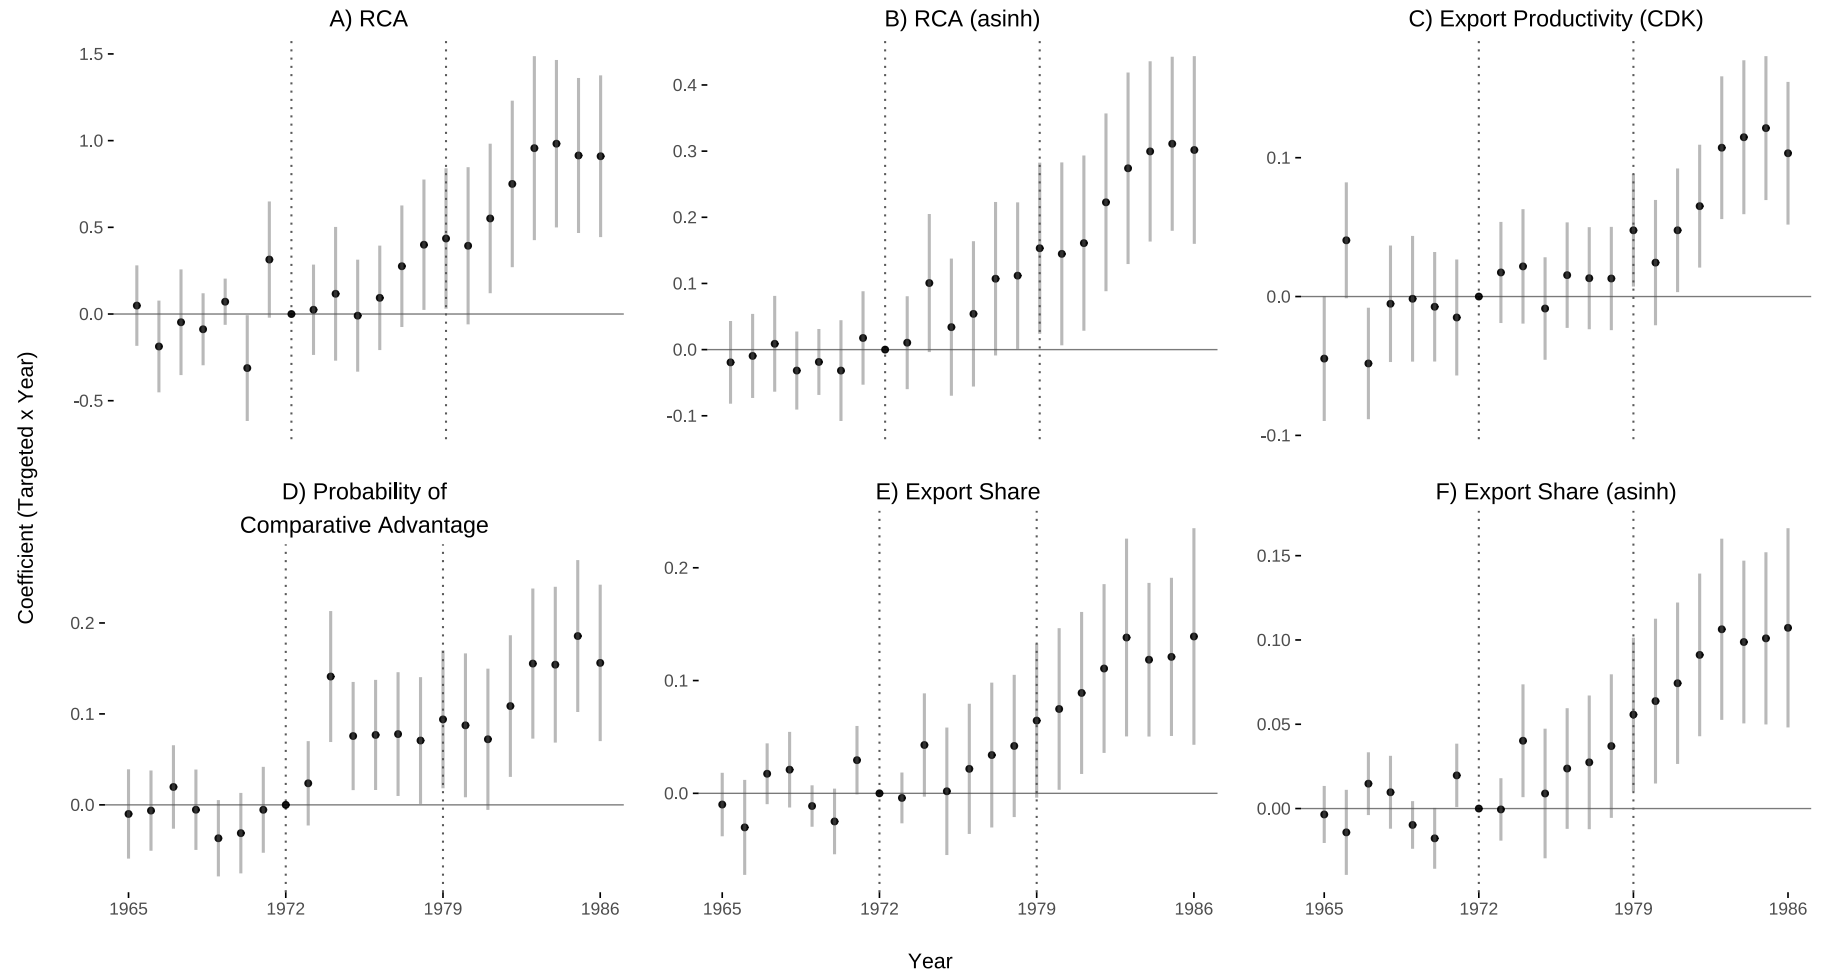 A) RCA
1.5
1.0
0.5
0.0
-0.5
B) RCA (asinh)
0.4
0.3
0.2
0.1
0.0
-0.1
C) Export Productivity (CDK)
0.1
0.0
-0.1
Coefficient (Targeted x Year)
D) Probability of
Comparative Advantage
0.2
0.1
0.0
1965 1972 1979 1986
E) Export Share
0.2
0.1
0.0
1965 1972 1979 1986
F) Export Share (asinh)
0.15
0.10
0.05
0.00
1965 1972 1979 1986
Year